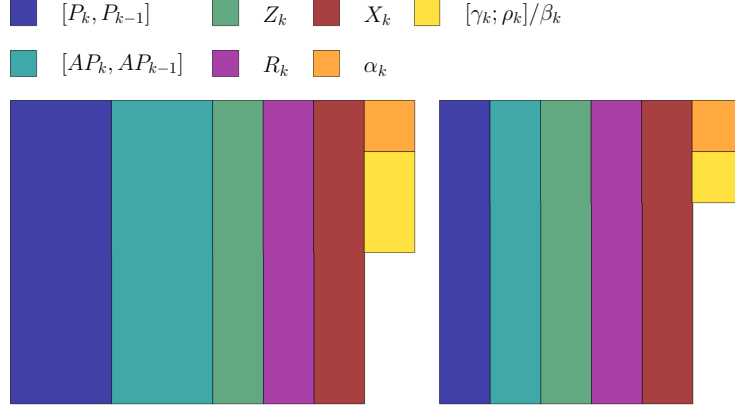 [P_k, P_{k−1}] Z_k X_k [γ_k; ρ_k]/β_k
[AP_k, AP_{k−1}] R_k α_k